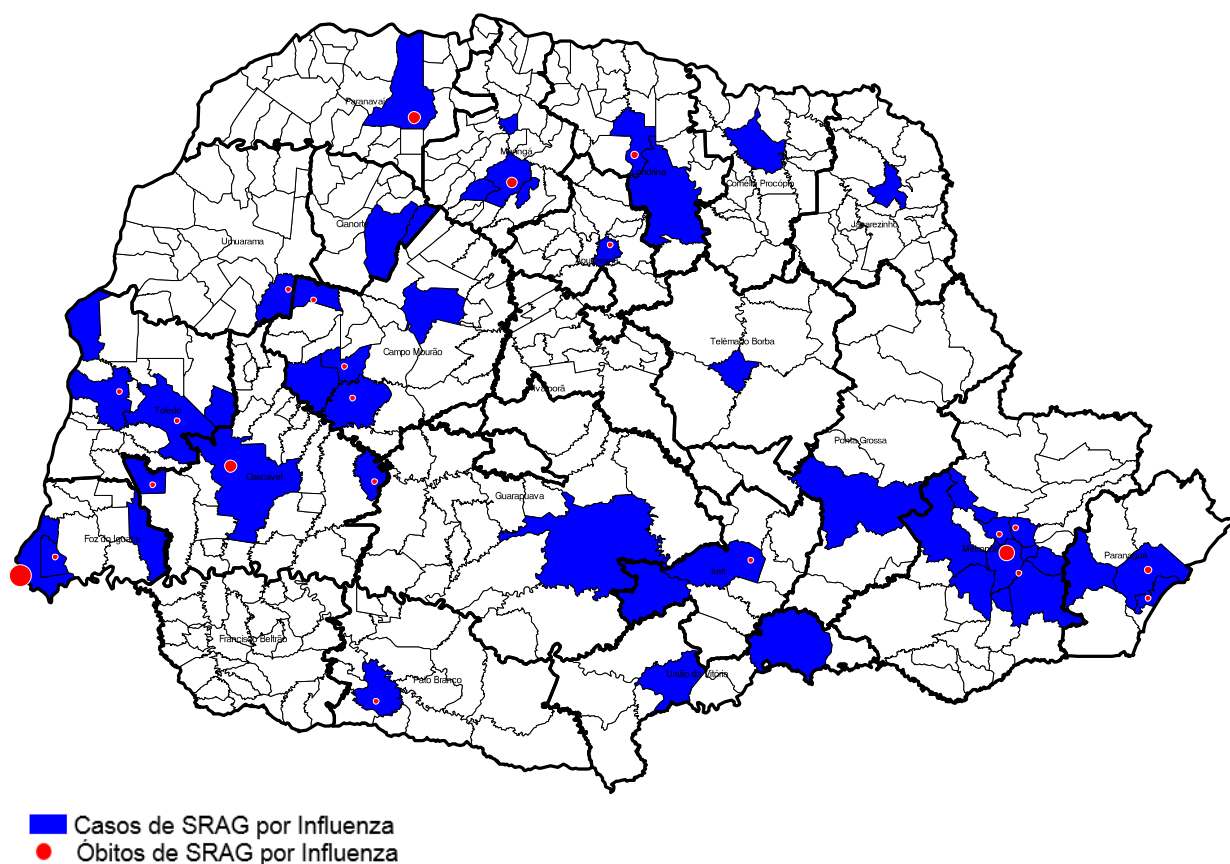 Paranavaí
Maringá
Londrina
Cornélio Procópio
Jacarezinho
Cianorte
Umuarama
Campo Mourão
Telêmaco Borba
Ivaiporã
Toledo
Ponta Grossa
Cascavel
Guarapuava
Foz do Iguaçu
Paranaguá
Irati
Francisco Beltrão
Pato Branco
União da Vitória
Casos de SRAG por Influenza
Óbitos de SRAG por Influenza